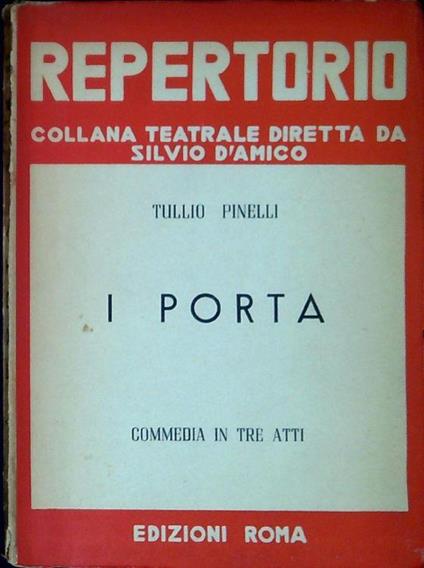 REPERTORIO
COLLANA TEATRALE DIRETTA DA
SILVIO D'AMICO
TULLIO PINELLI
I PORTA
COMMEDIA IN TRE ATTI
EDIZIONI ROMA